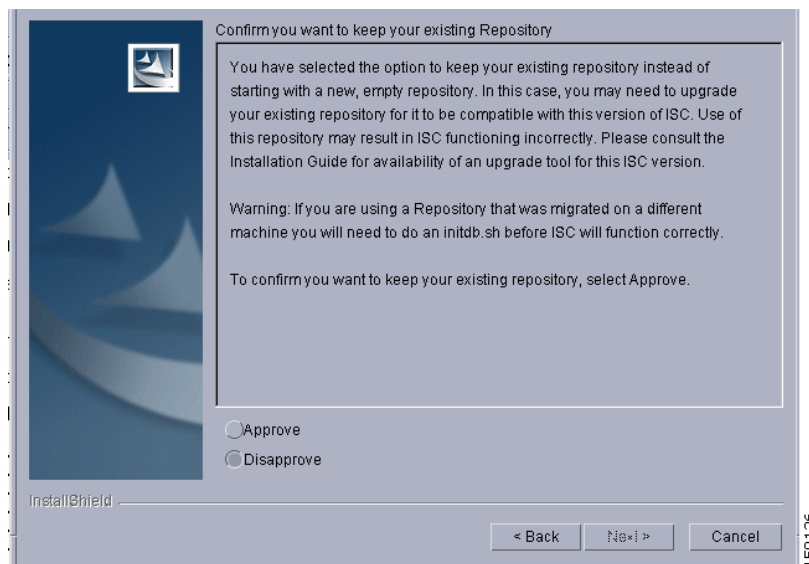 Confirm you want to keep your existing Repository
You have selected the option to keep your existing repository instead of
starting with a new, empty repository. In this case, you may need to upgrade
your existing repository for it to be compatible with this version of ISC. Use of
this repository may result in ISC functioning incorrectly. Please consult the
Installation Guide for availability of an upgrade tool for this ISC version.
Warning: If you are using a Repository that was migrated on a different
machine you will need to do an initdb.sh before ISC will function correctly.
To confirm you want to keep your existing repository, select Approve.
Approve
Disapprove
InstallShield
< Back
Next >
Cancel